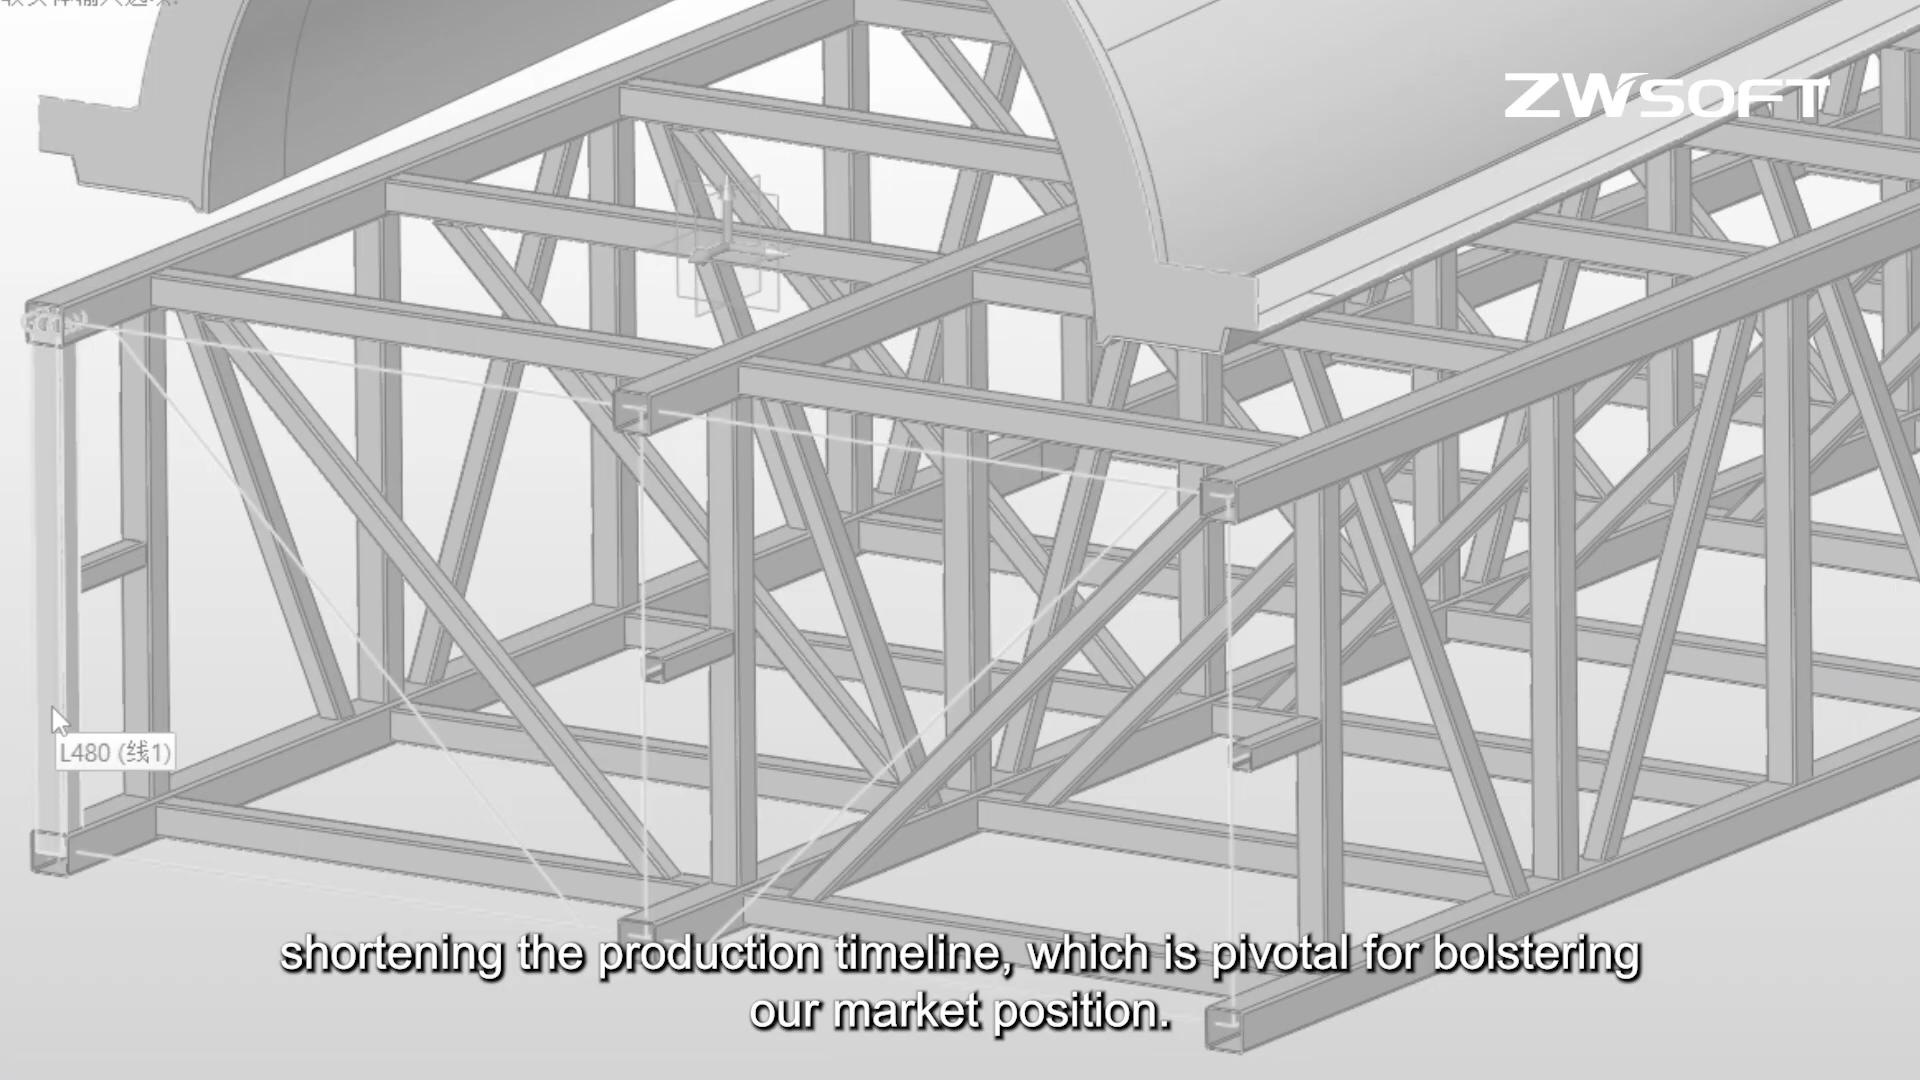 ZWSOFT
L480 (线1)
shortening the production timeline, which is pivotal for bolstering
our market position.